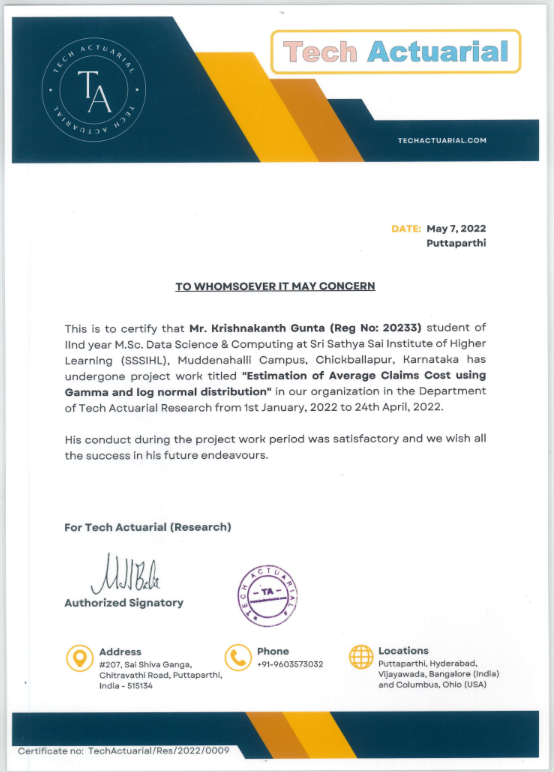 TECH ACTUARIAL
TA
TECH ACTUARIAL
Tech Actuarial
TECHACTUARIAL.COM
DATE: May 7, 2022
Puttaparthi
TO WHOMSOEVER IT MAY CONCERN
This is to certify that Mr. Krishnakanth Gunta (Reg No: 20233) student of
IInd year M.Sc. Data Science & Computing at Sri Sathya Sai Institute of Higher
Learning (SSSIHL), Muddenahalli Campus, Chickballapur, Karnataka has
undergone project work titled "Estimation of Average Claims Cost using
Gamma and log normal distribution" in our organization in the Department
of Tech Actuarial Research from 1st January, 2022 to 24th April, 2022.
His conduct during the project work period was satisfactory and we wish all
the success in his future endeavours.
For Tech Actuarial (Research)
Authorized Signatory
TECH ACTUARIAL
- TA -
Address
#207, Sai Shiva Ganga,
Chitravathi Road, Puttaparthi,
India - 515134
Phone
+91-9603573032
Locations
Puttaparthi, Hyderabad,
Vijayawada, Bangalore (India)
and Columbus, Ohio (USA)
Certificate no: TechActuarial/Res/2022/0009